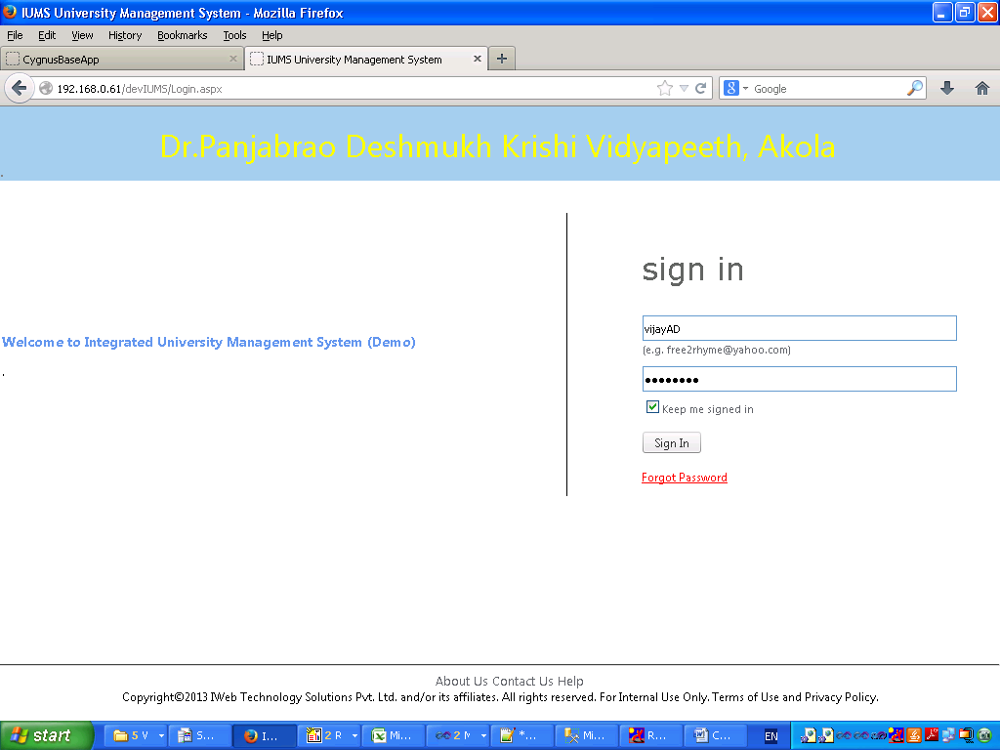 IUMS University Management System - Mozilla Firefox
File Edit View History Bookmarks Tools Help
CygnusBaseApp
IUMS University Management System
192.168.0.61/devIUMS/Login.aspx
Google
Dr.Panjabrao Deshmukh Krishi Vidyapeeth, Akola
.
sign in
vijayAD
Welcome to Integrated University Management System (Demo)
(e.g. free2rhyme@yahoo.com)
.
••••••••
Keep me signed in
Sign In
Forgot Password
About Us Contact Us Help
Copyright©2013 IWeb Technology Solutions Pvt. Ltd. and/or its affiliates. All rights reserved. For Internal Use Only. Terms of Use and Privacy Policy.
start 5 V S... I... 2 R Mi... 2 M *... Mi... R... C... EN